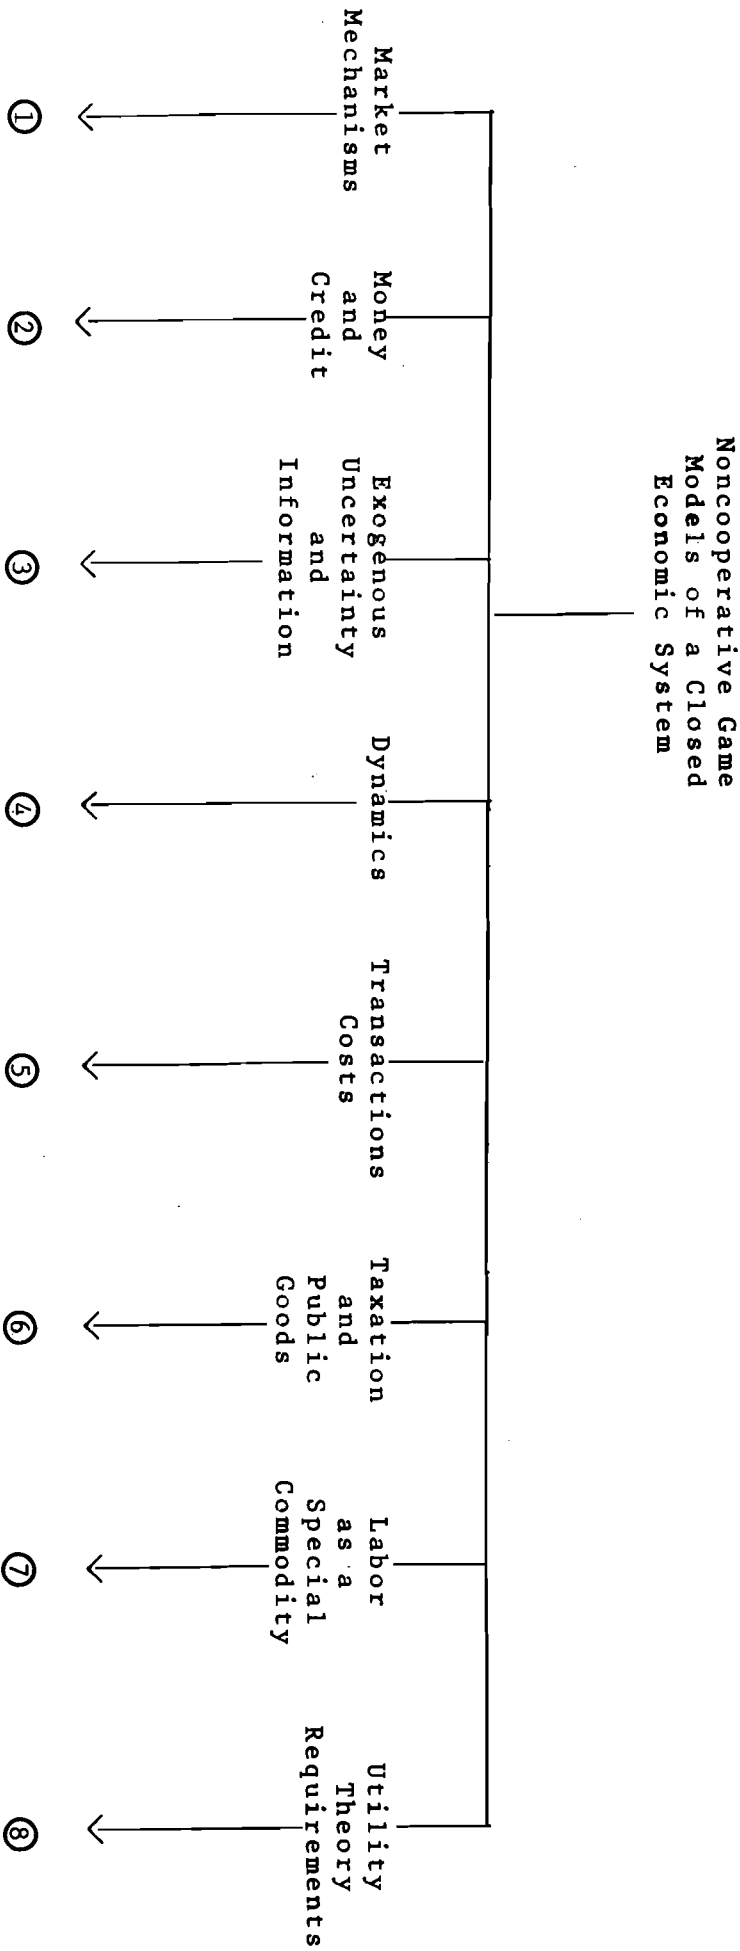 Noncooperative Game
Models of a Closed
Economic System
Market
Mechanisms
①
Money
and
Credit
②
Exogenous
Uncertainty
and
Information
③
Dynamics
④
Transactions
Costs
⑤
Taxation
and
Public
Goods
⑥
Labor
as a
Special
Commodity
⑦
Utility
Theory
Requirements
⑧